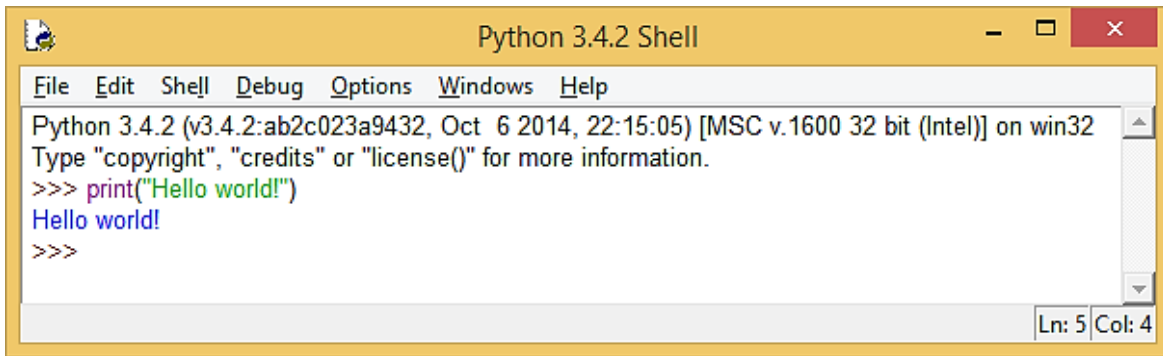 Python 3.4.2 Shell
File Edit Shell Debug Options Windows Help
Python 3.4.2 (v3.4.2:ab2c023a9432, Oct  6 2014, 22:15:05) [MSC v.1600 32 bit (Intel)] on win32
Type "copyright", "credits" or "license()" for more information.
>>> print("Hello world!")
Hello world!
>>>
Ln: 5 Col: 4